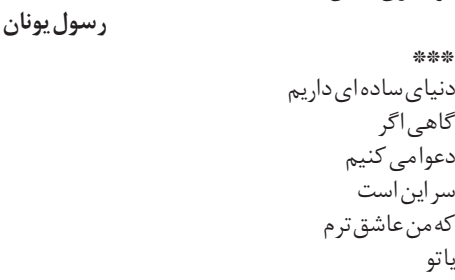 رسول یونان
***
دنیای ساده ای داریم
گاهی اگر
دعوا می کنیم
سر این است
که من عاشق ترم
یا تو